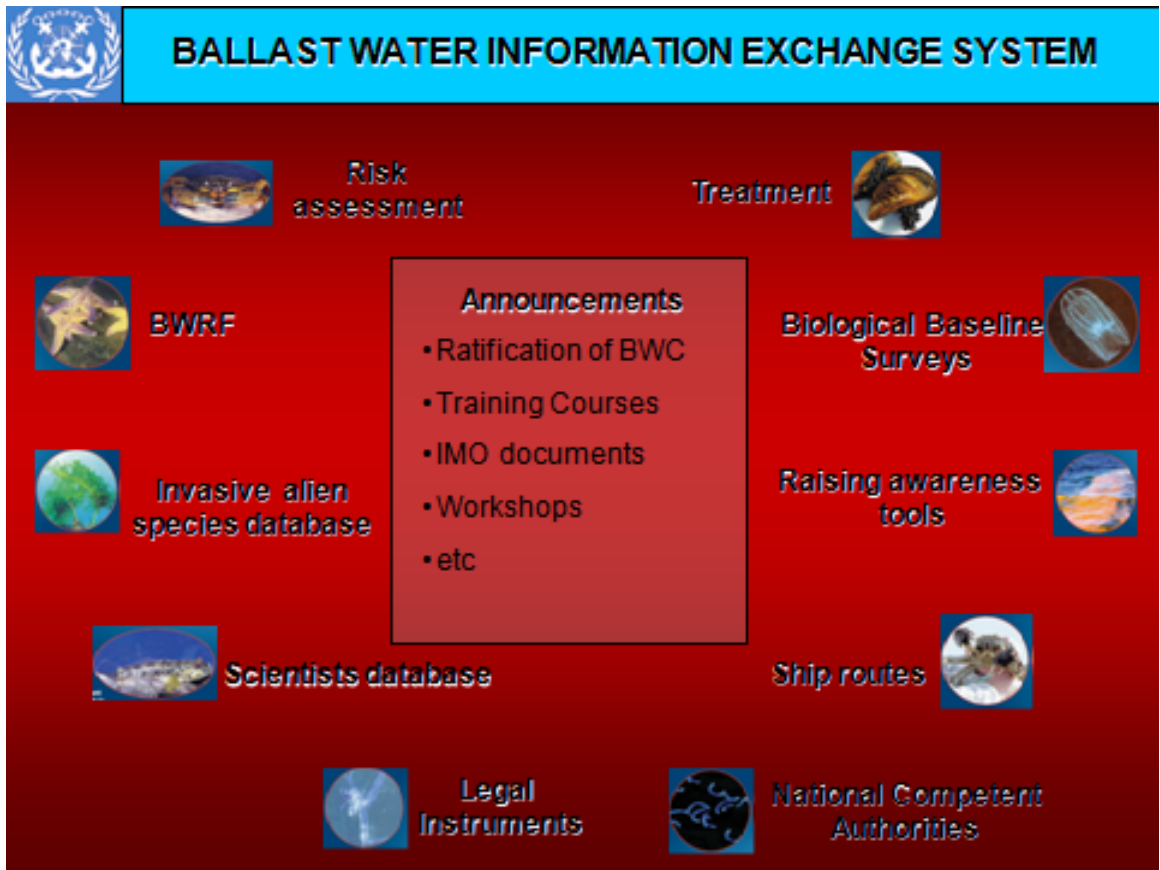 BALLAST WATER INFORMATION EXCHANGE SYSTEM
Risk
assessment
Treatment
BWRF
Announcements
•Ratification of BWC
•Training Courses
•IMO documents
•Workshops
•etc
Biological Baseline
Surveys
Invasive alien
species database
Raising awareness
tools
Scientists database
Ship routes
Legal
Instruments
National Competent
Authorities